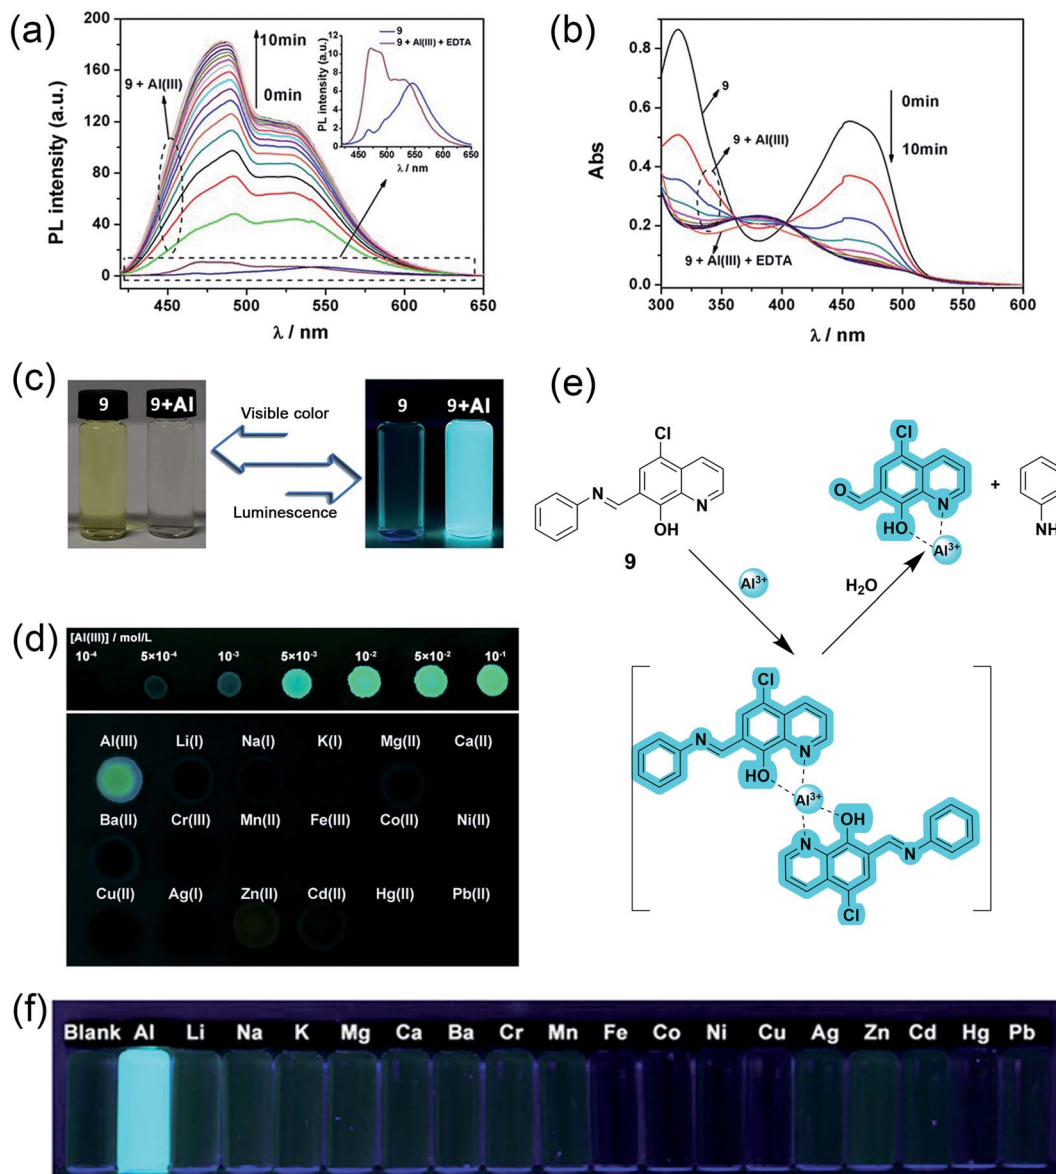 (a)
200
180
160
140
120
100
80
60
40
20
0
PL intensity (a.u.)
450 500 550 600 650
λ / nm
9 + Al(III)
10min
0min
9
9 + Al(III) + EDTA
PL intensity (a.u.)
12
10
8
6
4
2
0
450 500 550 600 650
λ / nm
(b)
0.8
0.6
0.4
0.2
0.0
Abs
300 350 400 450 500 550 600
λ / nm
9
0min
10min
9 + Al(III)
9 + Al(III) + EDTA
(c)
9 9+Al
Visible color
Luminescence
9 9+Al
(d)
[Al(III)] / mol/L
10⁻⁴ 5×10⁻⁴ 10⁻³ 5×10⁻³ 10⁻² 5×10⁻² 10⁻¹
Al(III) Li(I) Na(I) K(I) Mg(II) Ca(II)
Ba(II) Cr(III) Mn(II) Fe(III) Co(II) Ni(II)
Cu(II) Ag(I) Zn(II) Cd(II) Hg(II) Pb(II)
(e)
Cl
N
N
OH
9
Al³⁺
H₂O
Cl
O
N
HO
Al³⁺
+
NH
Cl
N
N
HO
Al³⁺
OH
N
N
Cl
(f)
Blank Al Li Na K Mg Ca Ba Cr Mn Fe Co Ni Cu Ag Zn Cd Hg Pb